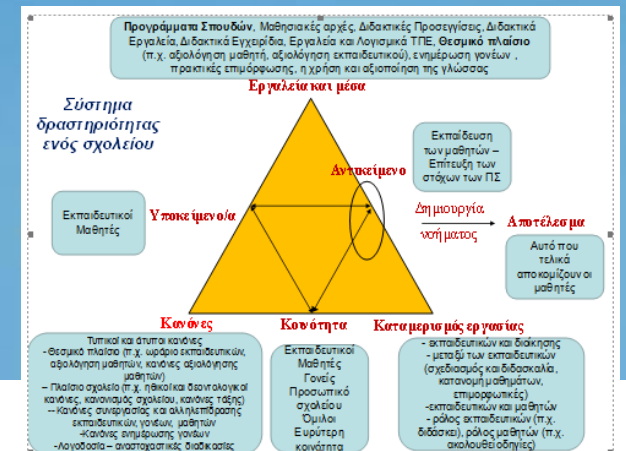 Προγράμματα Σπουδών, Μαθησιακές αρχές, Διδακτικές Προσεγγίσεις, Διδακτικά
Εργαλεία, Διδακτικά Εγχειρίδια, Εργαλεία και Λογισμικά ΤΠΕ, Θεσμικό πλαίσιο
(π.χ. αξιολόγηση μαθητή, αξιολόγηση εκπαιδευτικού), ενημέρωση γονέων ,
πρακτικές επιμόρφωσης, η χρήση και αξιοποίηση της γλώσσας
Εργαλεία και μέσα
Σύστημα
δραστηριότητας
ενός σχολείου
Εκπαίδευση
των μαθητών –
Επίτευξη των
στόχων των ΠΣ
Αντικείμενο
Εκπαιδευτικοί
Μαθητές
Υποκείμενο/α
Δημιουργία
νοήματος
Αποτέλεσμα
Αυτό που
τελικά
αποκομίζουν οι
μαθητές
Κανόνες
Κοινότητα
Καταμερισμός εργασίας
Τυπικοί και άτυποι κανόνες
- Θεσμικό πλαίσιο (π.χ. ωράριο εκπαιδευτικών,
αξιολόγηση μαθητών, κανόνες αξιολόγησης
μαθητών)
– Πλαίσιο σχολείο (π.χ. ηθικοί και δεοντολογικοί
κανόνες, κανονισμός σχολείου, κανόνες τάξης)
--Κανόνες συνεργασίας και αλληλεπίδρασης
εκπαιδευτικών, γονέων, μαθητών
-Κανόνες ενημέρωσης γονέων
-Λογοδοσία – αναστοχαστικές διαδικασίες
Εκπαιδευτικοί
Μαθητές
Γονείς
Προσωπικό
σχολείου
Όμιλοι
Ευρύτερη
κοινότητα
- εκπαιδευτικών και διοίκησης
- μεταξύ των εκπαιδευτικών
(σχεδιασμός και διδασκαλία,
κατανομή μαθημάτων,
επιμορφωτικές)
-εκπαιδευτικών και μαθητών
- ρόλος εκπαιδευτικών (π.χ.
διδάσκει), ρόλος μαθητών (π.χ.
ακολουθεί οδηγίες)